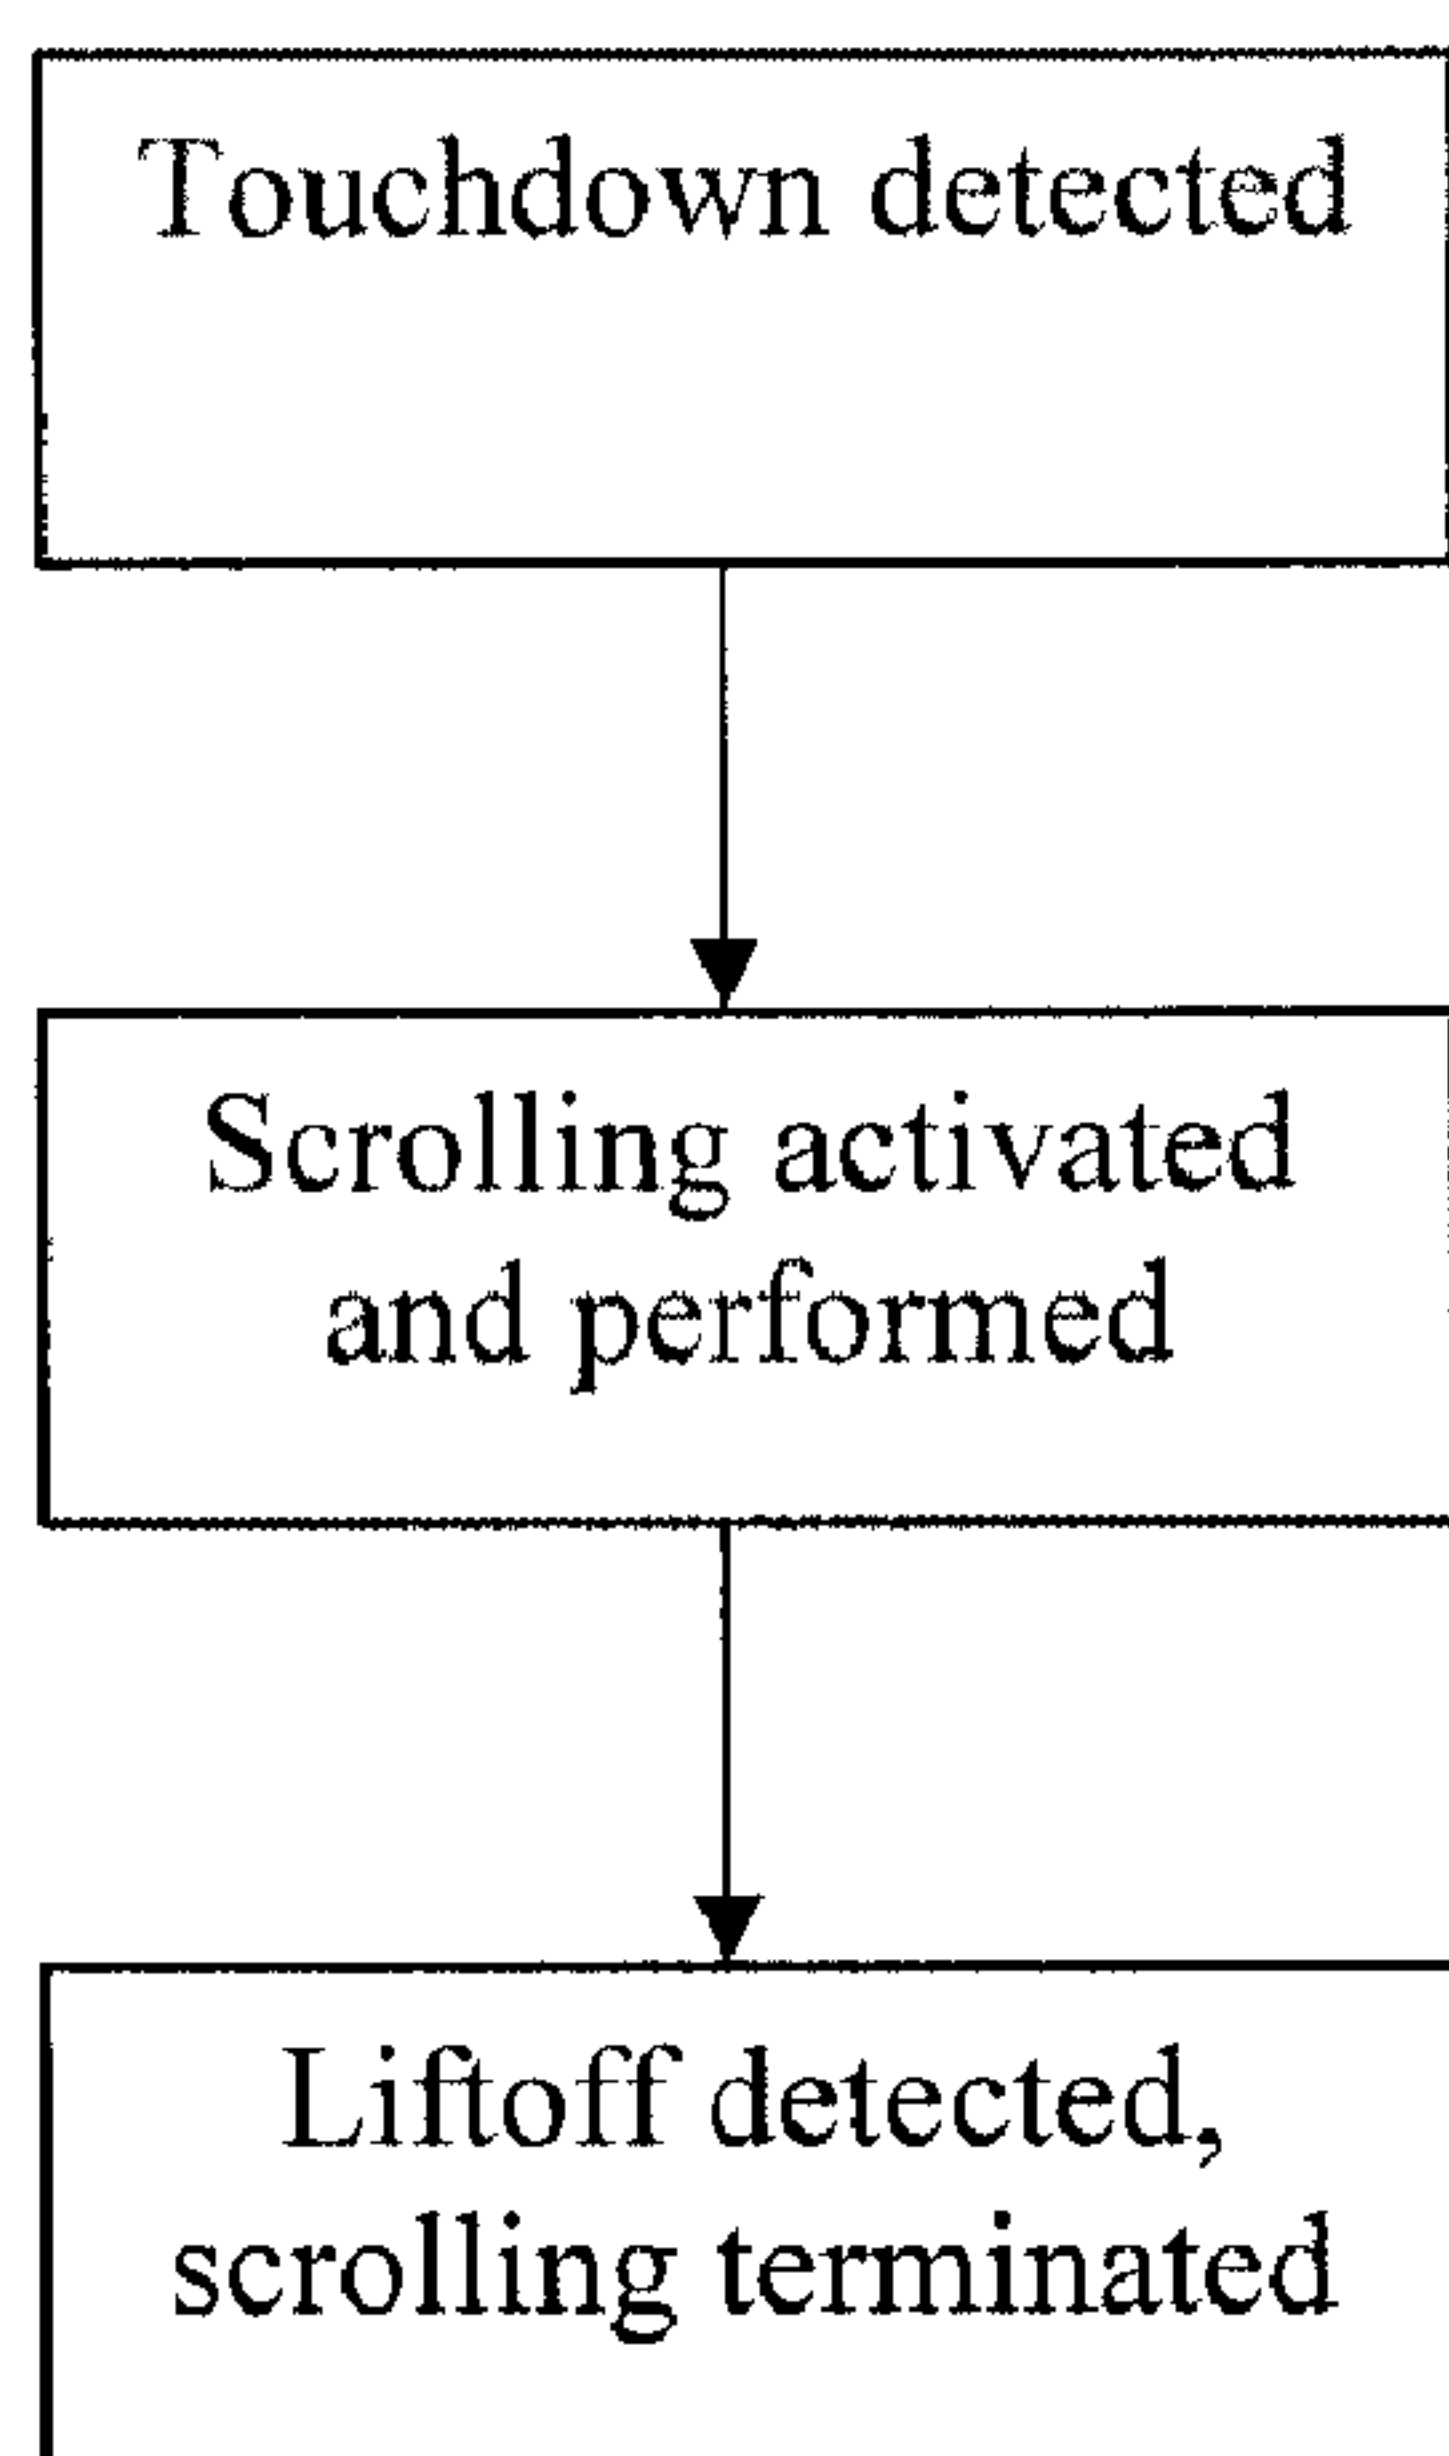 Touchdown detected
Scrolling activated
and performed
Liftoff detected,
scrolling terminated